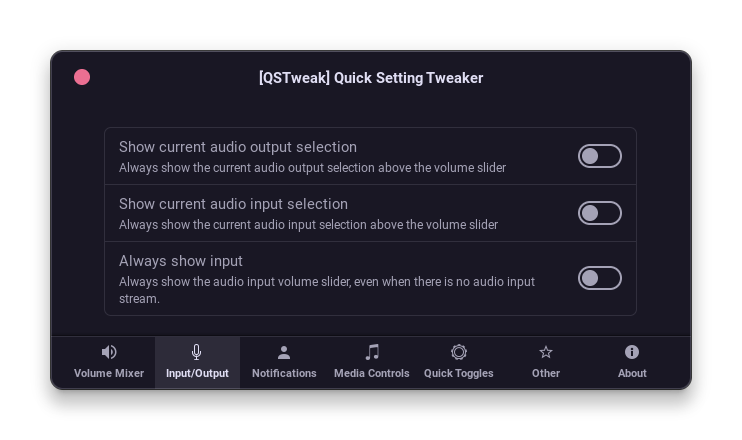 [QSTweak] Quick Setting Tweaker
Show current audio output selection
Always show the current audio output selection above the volume slider
Show current audio input selection
Always show the current audio input selection above the volume slider
Always show input
Always show the audio input volume slider, even when there is no audio input
stream.
Volume Mixer
Input/Output
Notifications
Media Controls
Quick Toggles
Other
About